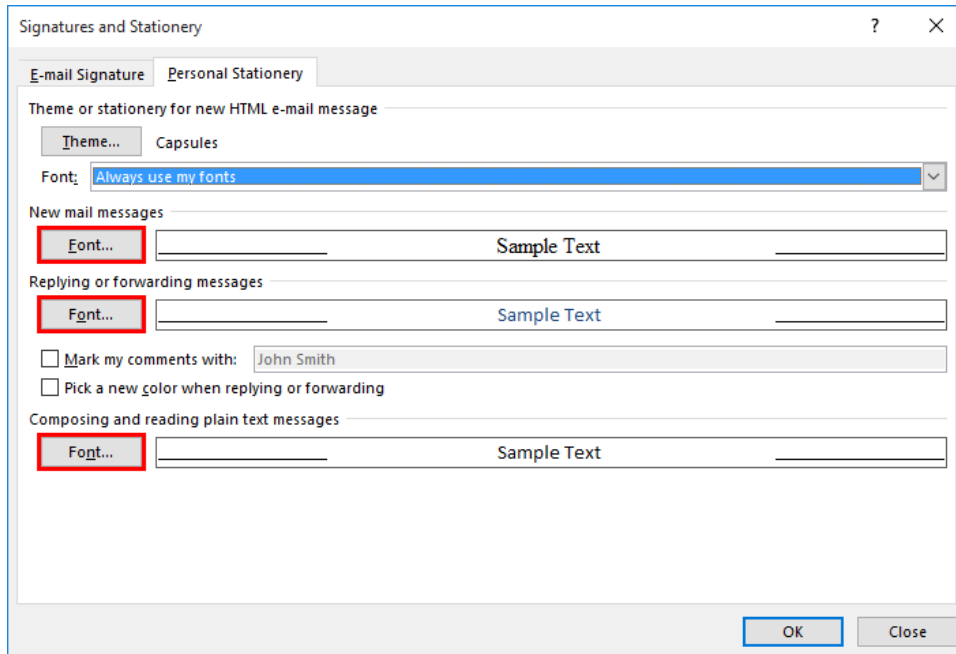 Signatures and Stationery ?
E-mail Signature Personal Stationery
Theme or stationery for new HTML e-mail message
Theme... Capsules
Font: Always use my fonts
New mail messages
Font... Sample Text
Replying or forwarding messages
Font... Sample Text
Mark my comments with: John Smith
Pick a new color when replying or forwarding
Composing and reading plain text messages
Font... Sample Text
OK Close